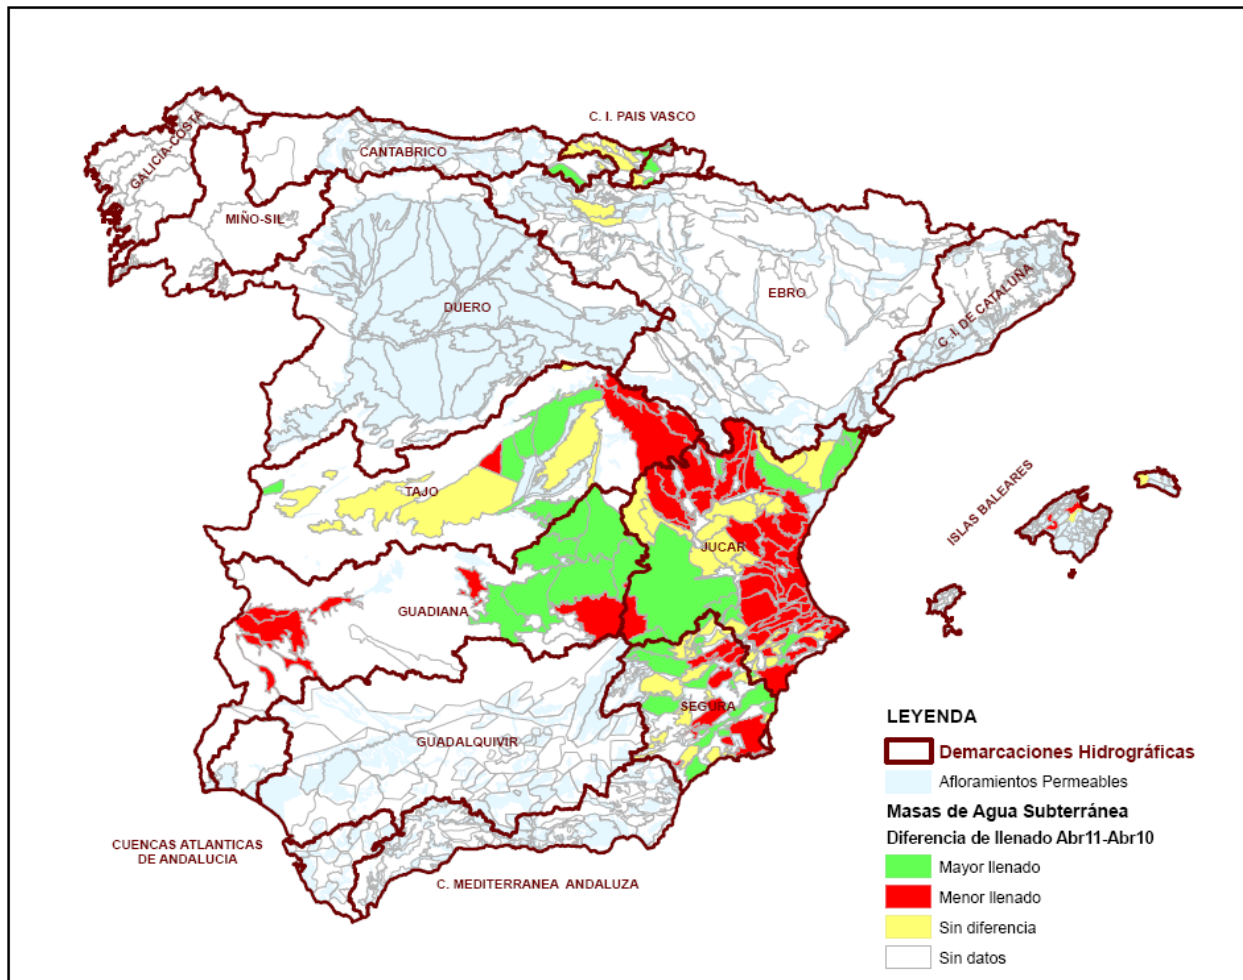 C. I. PAIS VASCO
GALICIA-COSTA
CANTABRICO
MIÑO-SIL
DUERO
EBRO
C .I. DE CATALUÑA
TAJO
ISLAS BALEARES
JUCAR
GUADIANA
SEGURA
GUADALQUIVIR
CUENCAS ATLANTICAS
DE ANDALUCIA
C. MEDITERRANEA ANDALUZA
LEYENDA
Demarcaciones Hidrográficas
Afloramientos Permeables
Masas de Agua Subterránea
Diferencia de llenado Abr11-Abr10
Mayor llenado
Menor llenado
Sin diferencia
Sin datos